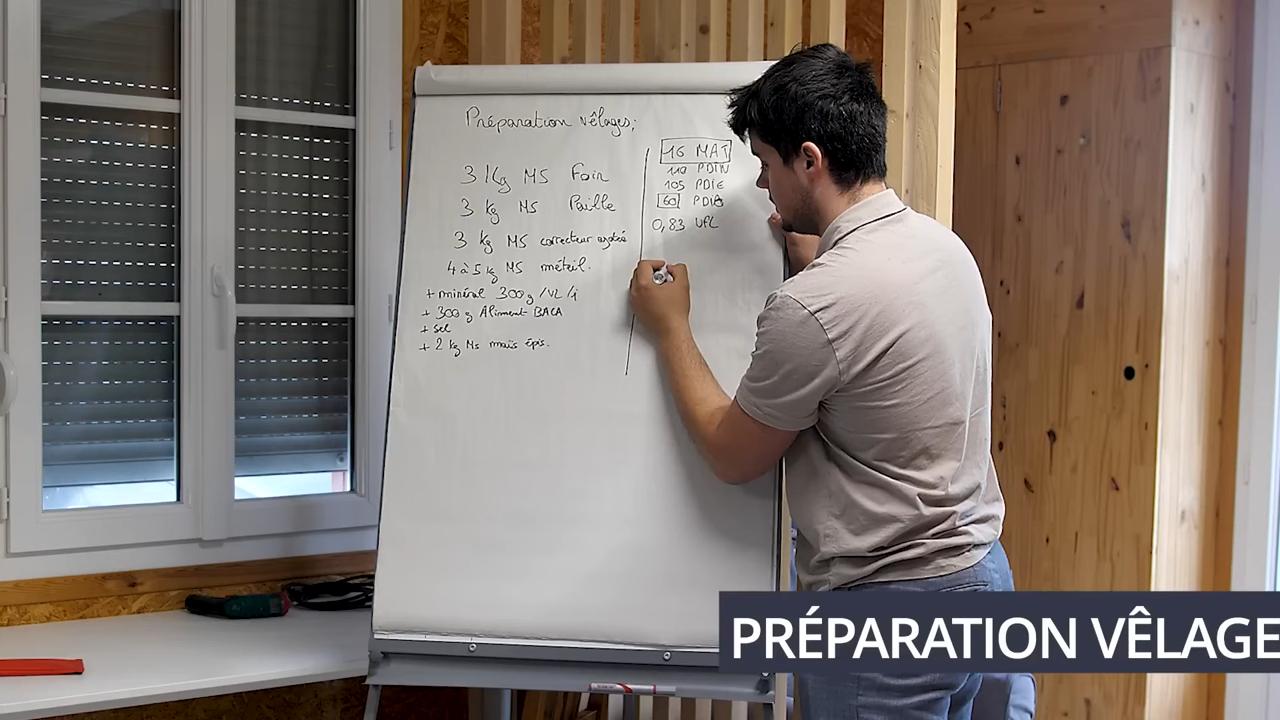 Préparation vêlages;
3 Kg MS Foin
3 kg MS Paille
3 kg MS correcteur azoté
4 à 5 kg MS méteil.
+ minéral 300g /VL/j
+ 300 g Aliment BACA
+ sel
+ 2 kg MS maïs épis.
16 MAT
110 PDIN
105 PDIE
60 PDIA
0,83 UFL
PRÉPARATION VÊLAGE